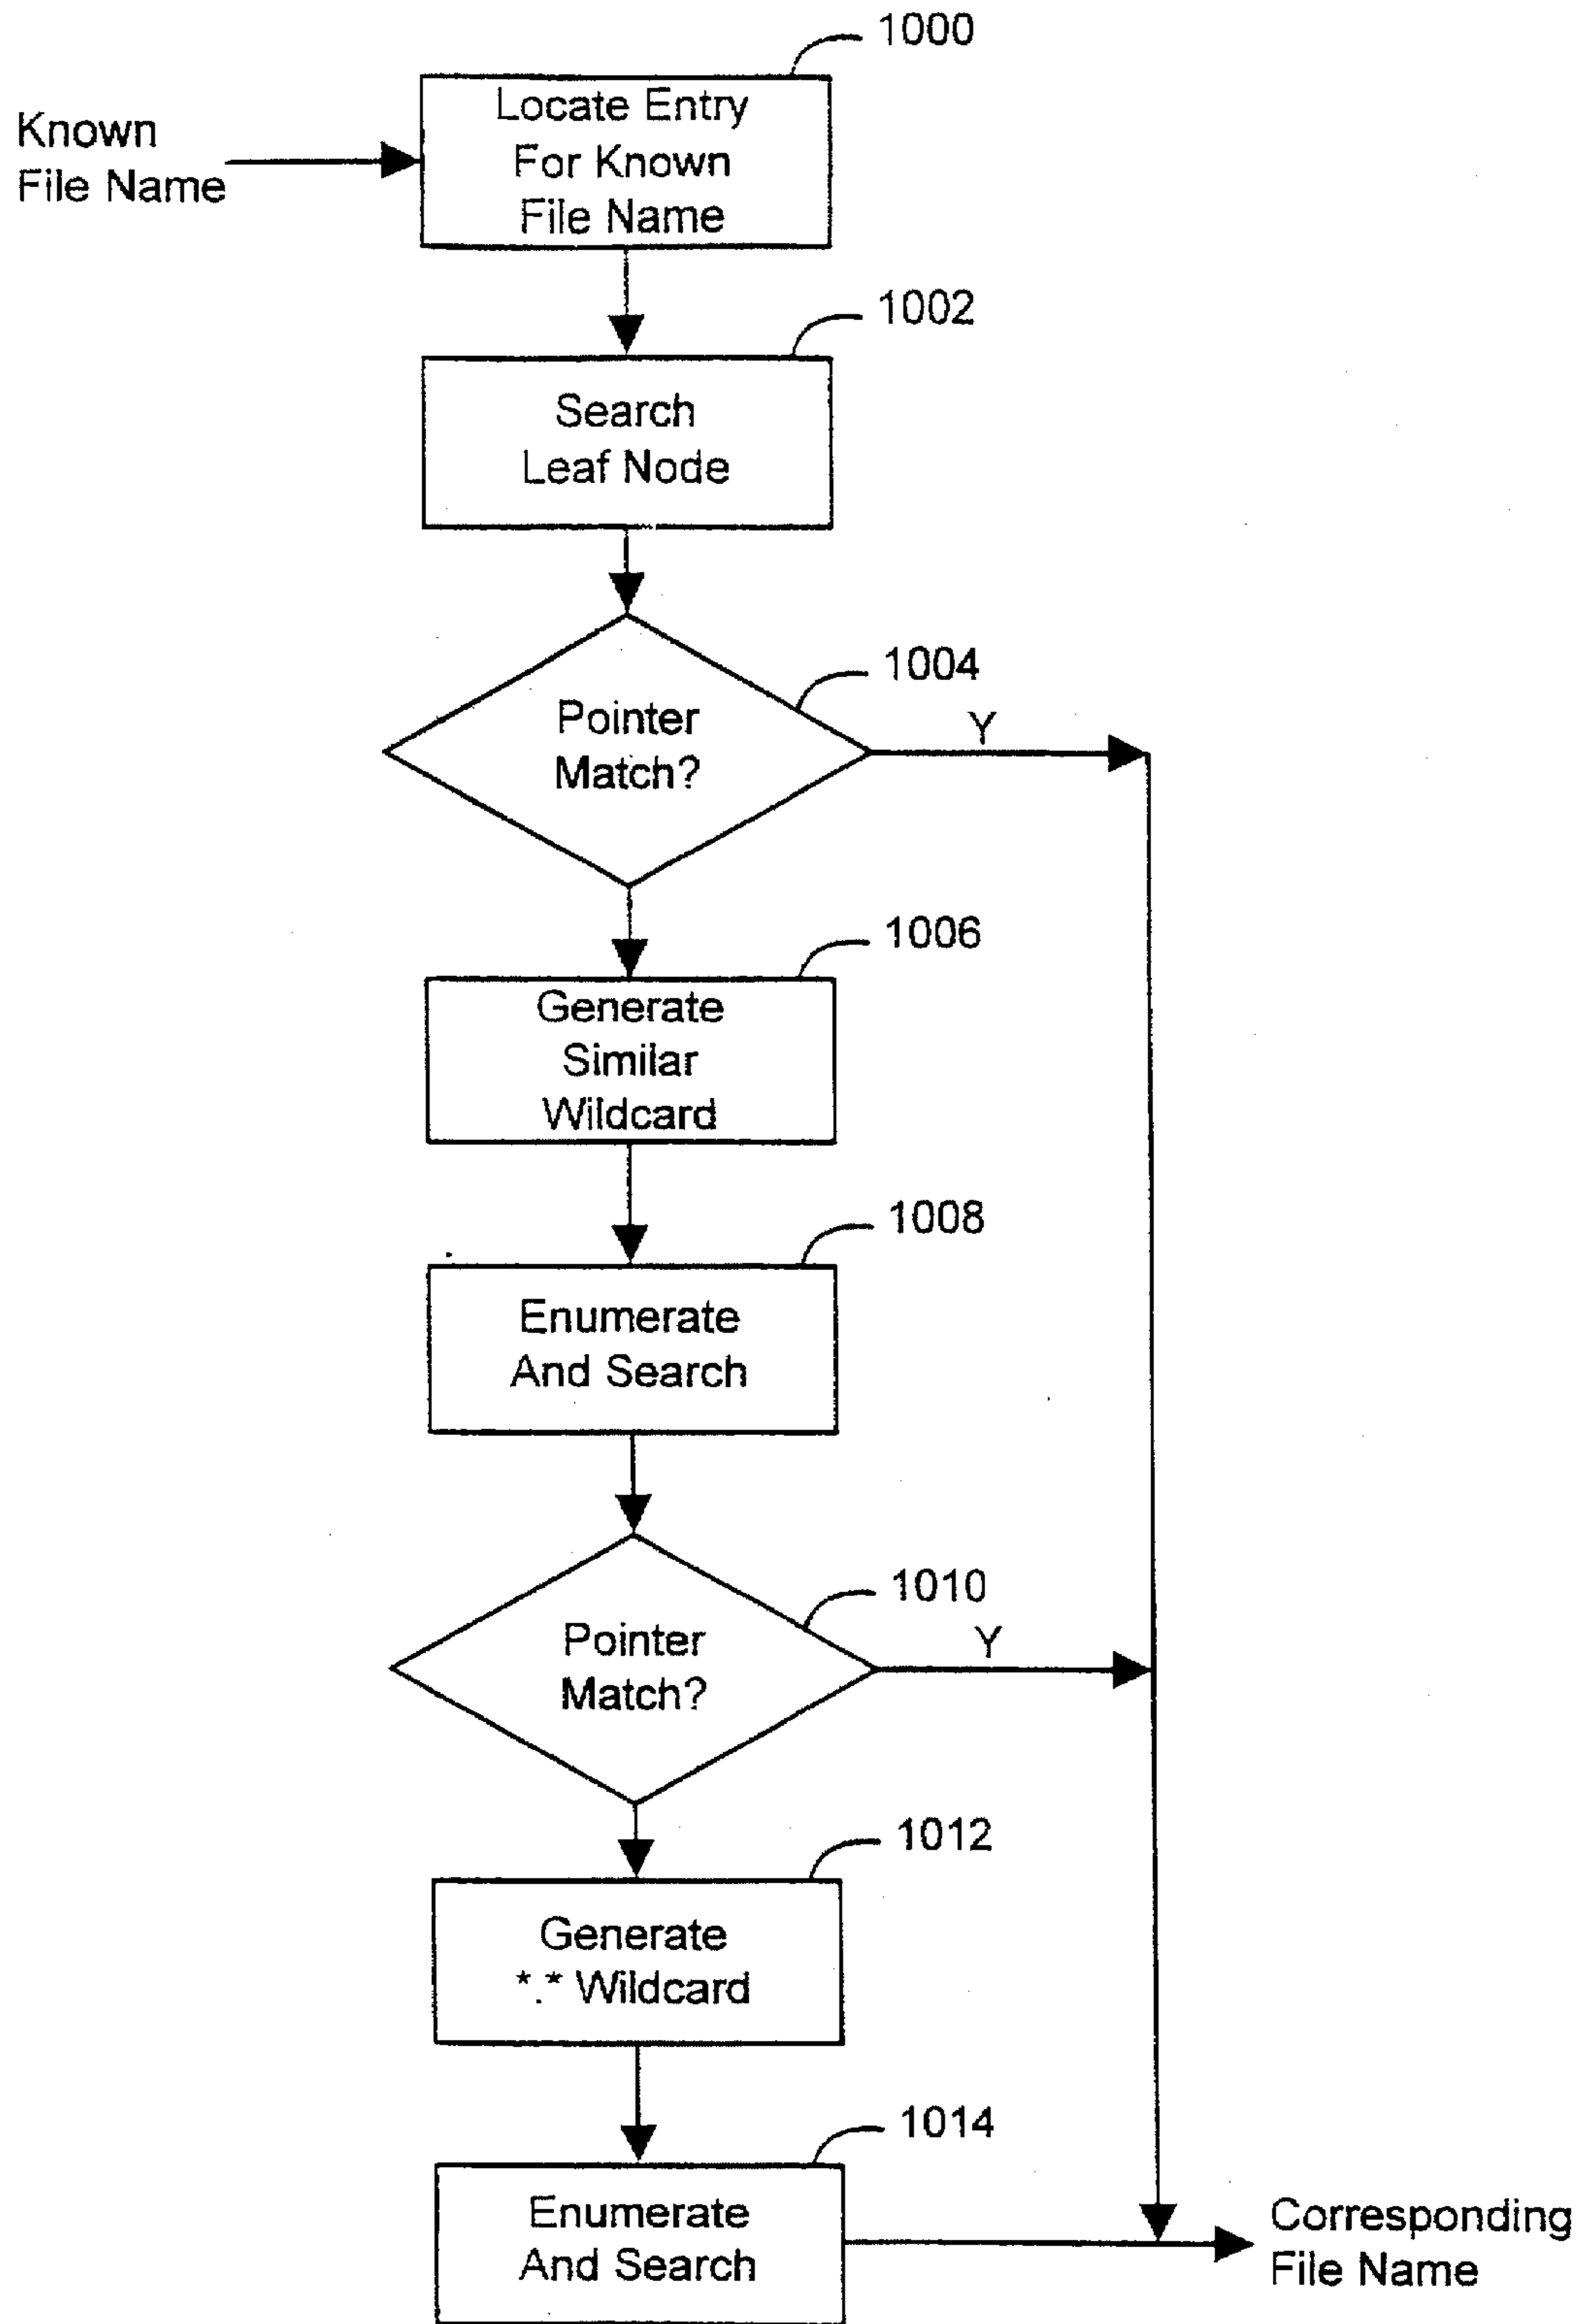 1000
Locate Entry
For Known
File Name
Known
File Name
1002
Search
Leaf Node
1004
Pointer
Match?
Y
1006
Generate
Similar
Wildcard
1008
Enumerate
And Search
1010
Pointer
Match?
Y
1012
Generate
*.* Wildcard
1014
Enumerate
And Search
Corresponding
File Name